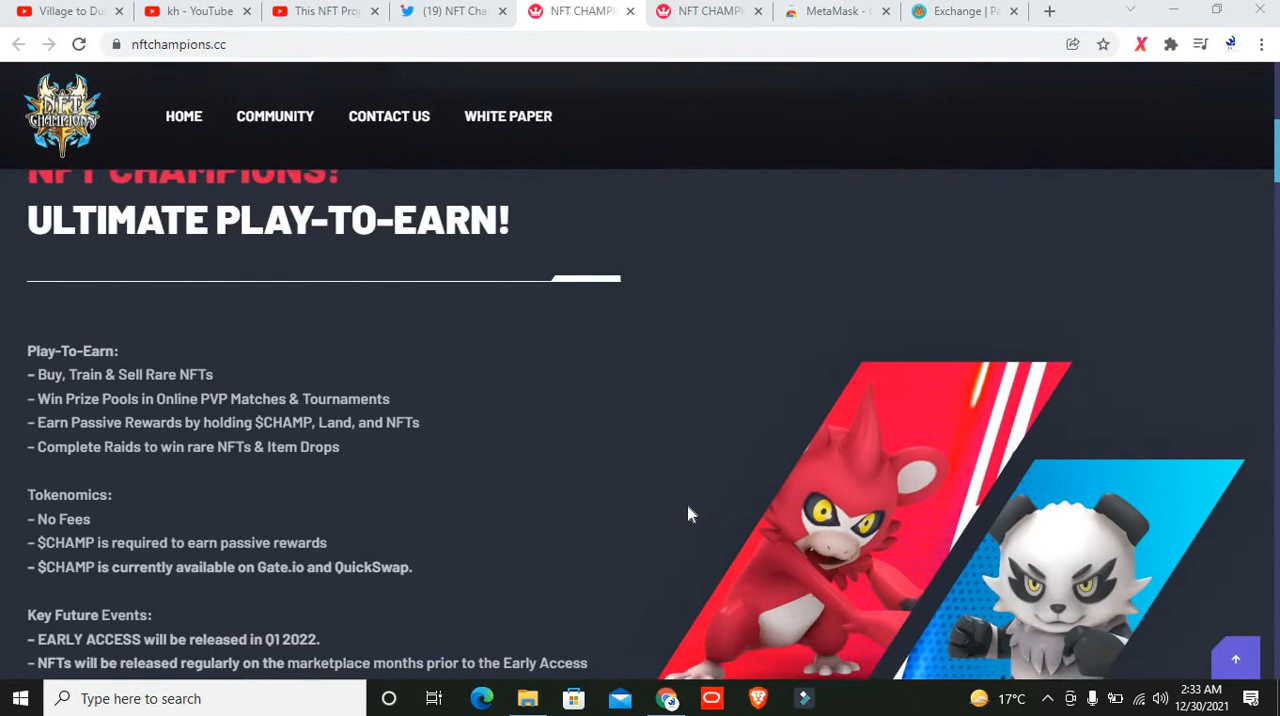 Village to Du
kh - YouTube
This NFT Pro
(19) NFT Cha
NFT CHAMPI
NFT CHAMPI
MetaMask - C
Exchange | Pa
nftchampions.cc
NFT CHAMPIONS
HOME
COMMUNITY
CONTACT US
WHITE PAPER
NFT CHAMPIONS!
ULTIMATE PLAY-TO-EARN!
Play-To-Earn:
– Buy, Train & Sell Rare NFTs
– Win Prize Pools in Online PVP Matches & Tournaments
– Earn Passive Rewards by holding $CHAMP, Land, and NFTs
– Complete Raids to win rare NFTs & Item Drops
Tokenomics:
– No Fees
– $CHAMP is required to earn passive rewards
– $CHAMP is currently available on Gate.io and QuickSwap.
Key Future Events:
– EARLY ACCESS will be released in Q1 2022.
– NFTs will be released regularly on the marketplace months prior to the Early Access
Type here to search
17°C
2:33 AM
12/30/2021